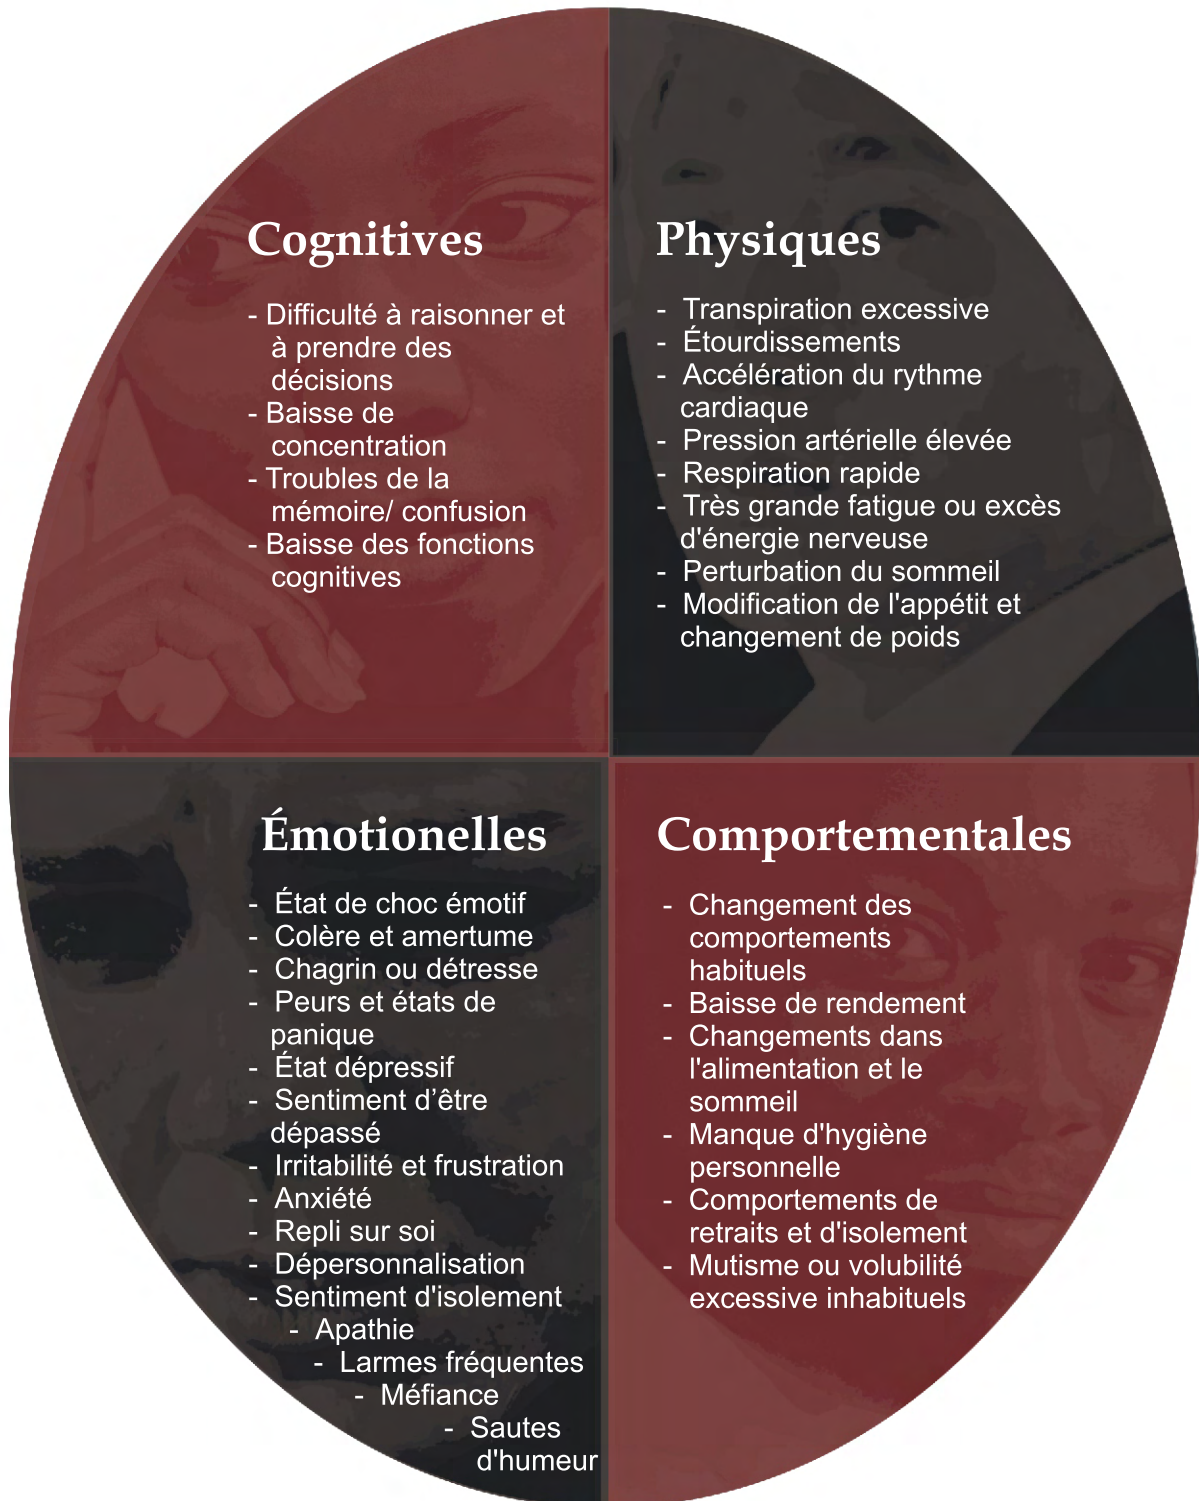 Cognitives
- Difficulté à raisonner et
à prendre des
décisions
- Baisse de
concentration
- Troubles de la
mémoire/ confusion
- Baisse des fonctions
cognitives
Physiques
- Transpiration excessive
- Étourdissements
- Accélération du rythme
cardiaque
- Pression artérielle élevée
- Respiration rapide
- Très grande fatigue ou excès
d'énergie nerveuse
- Perturbation du sommeil
- Modification de l'appétit et
changement de poids
Émotionelles
- État de choc émotif
- Colère et amertume
- Chagrin ou détresse
- Peurs et états de
panique
- État dépressif
- Sentiment d’être
dépassé
- Irritabilité et frustration
- Anxiété
- Repli sur soi
- Dépersonnalisation
- Sentiment d'isolement
- Apathie
- Larmes fréquentes
- Méfiance
- Sautes
d'humeur
Comportementales
- Changement des
comportements
habituels
- Baisse de rendement
- Changements dans
l'alimentation et le
sommeil
- Manque d'hygiène
personnelle
- Comportements de
retraits et d'isolement
- Mutisme ou volubilité
excessive inhabituels